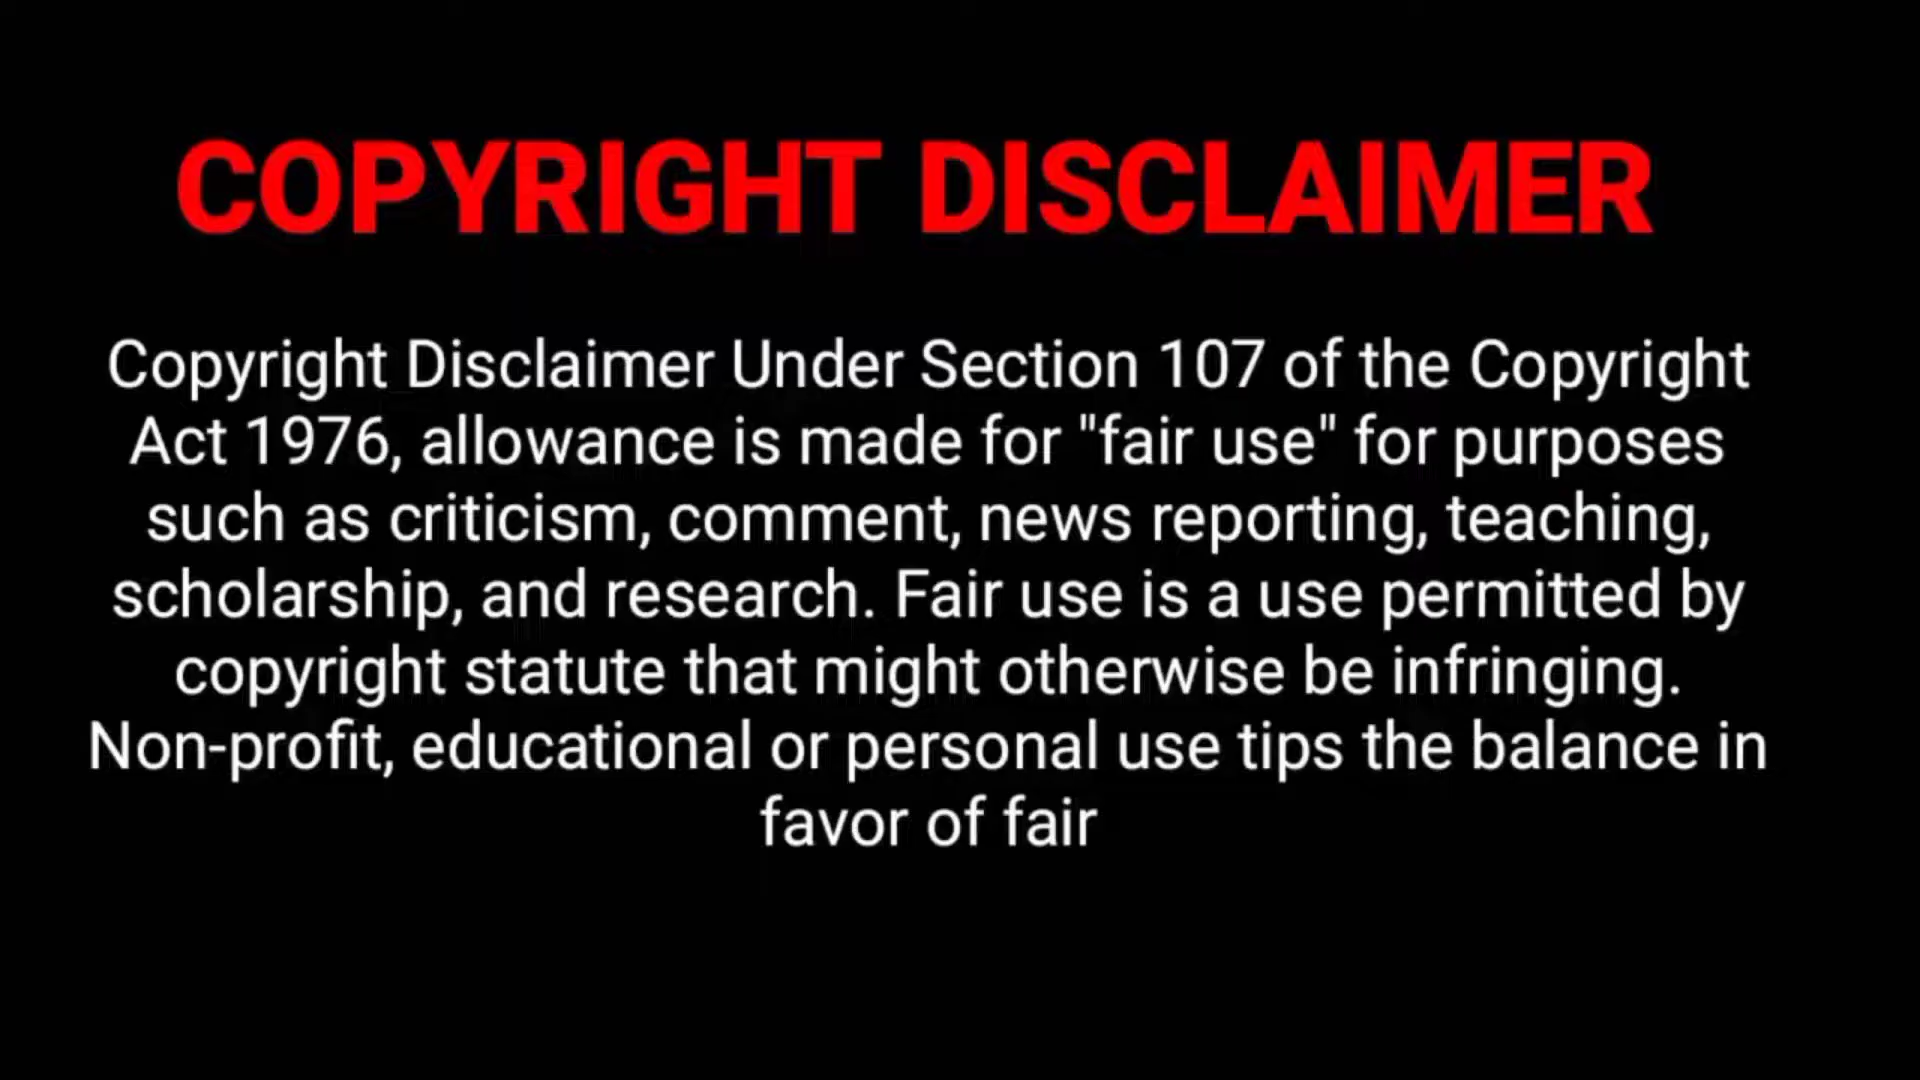 COPYRIGHT DISCLAIMER
Copyright Disclaimer Under Section 107 of the Copyright
Act 1976, allowance is made for "fair use" for purposes
such as criticism, comment, news reporting, teaching,
scholarship, and research. Fair use is a use permitted by
copyright statute that might otherwise be infringing.
Non-profit, educational or personal use tips the balance in
favor of fair